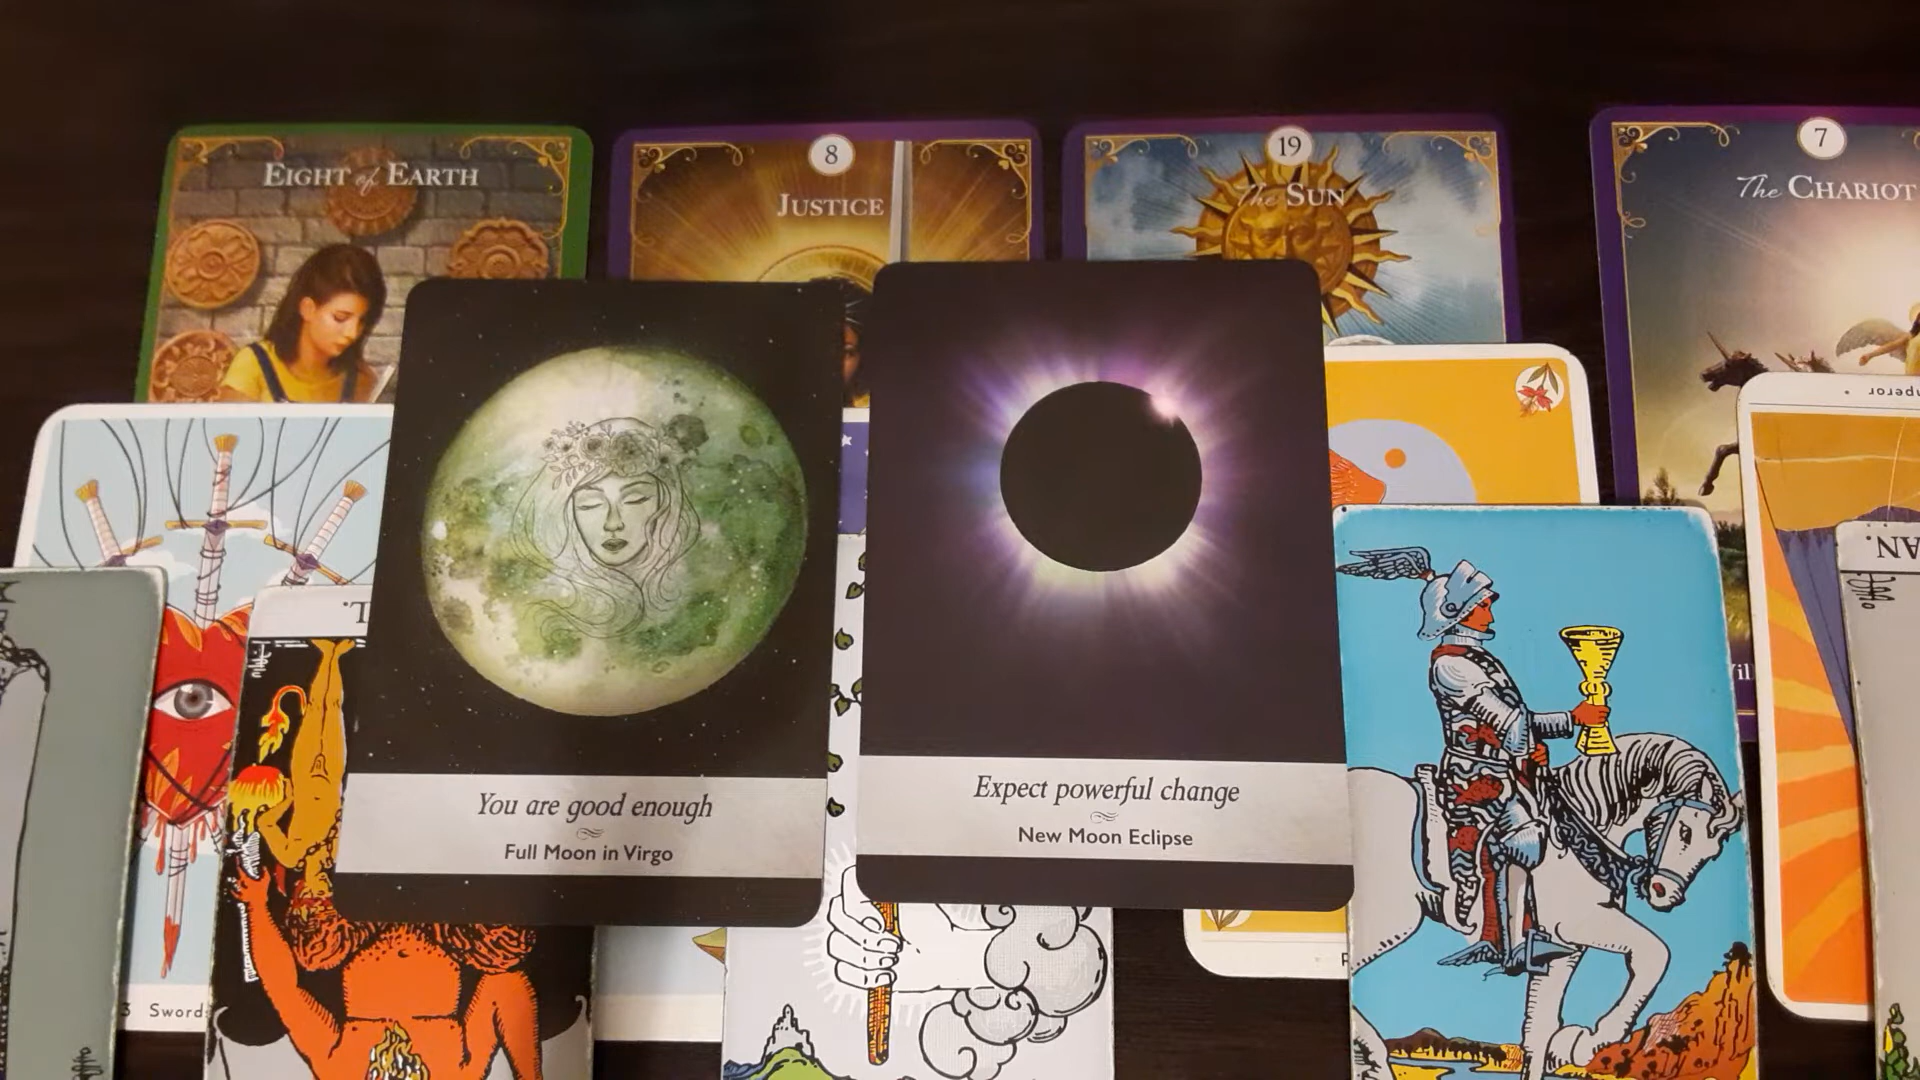 EIGHT of EARTH
8
JUSTICE
19
The SUN
7
The CHARIOT
You are good enough
Full Moon in Virgo
Expect powerful change
New Moon Eclipse
3 Swords